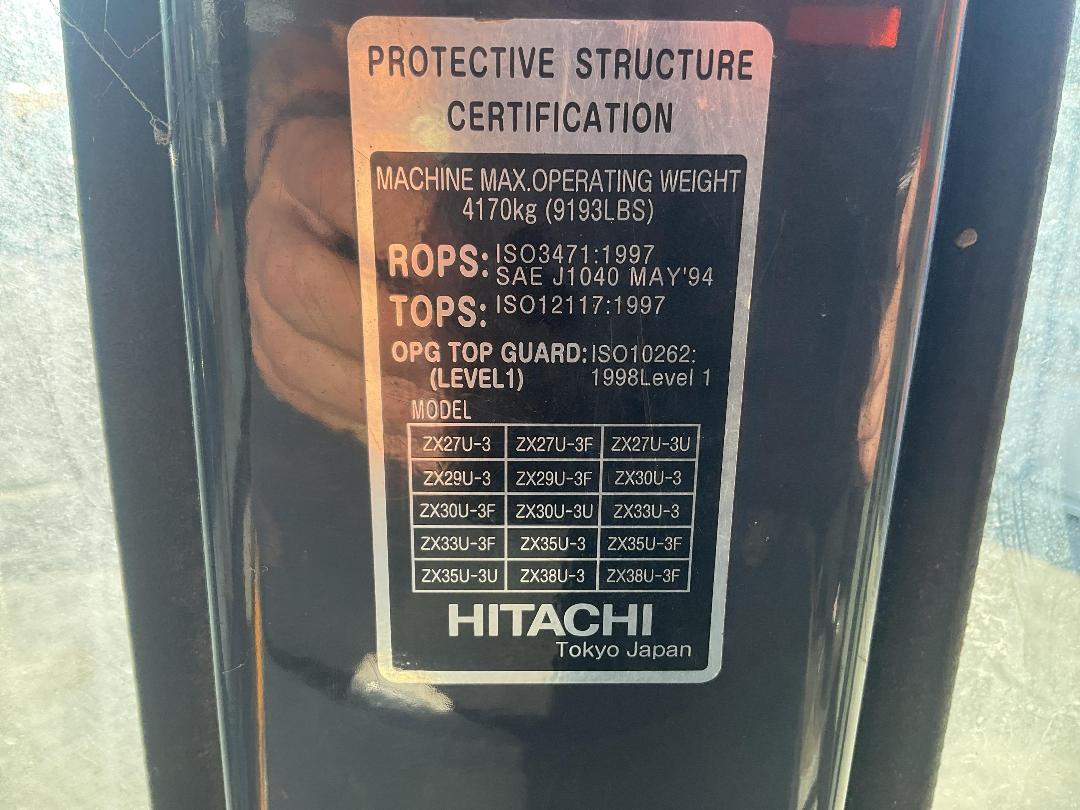 PROTECTIVE STRUCTURE
CERTIFICATION
MACHINE MAX.OPERATING WEIGHT
4170kg (9193LBS)
ROPS: ISO3471:1997
SAE J1040 MAY'94
TOPS: ISO12117:1997
OPG TOP GUARD: ISO10262:
(LEVEL1) 1998Level 1
MODEL
ZX27U-3 ZX27U-3F ZX27U-3U
ZX29U-3 ZX29U-3F ZX30U-3
ZX30U-3F ZX30U-3U ZX33U-3
ZX33U-3F ZX35U-3 ZX35U-3F
ZX35U-3U ZX38U-3 ZX38U-3F
HITACHI
Tokyo Japan